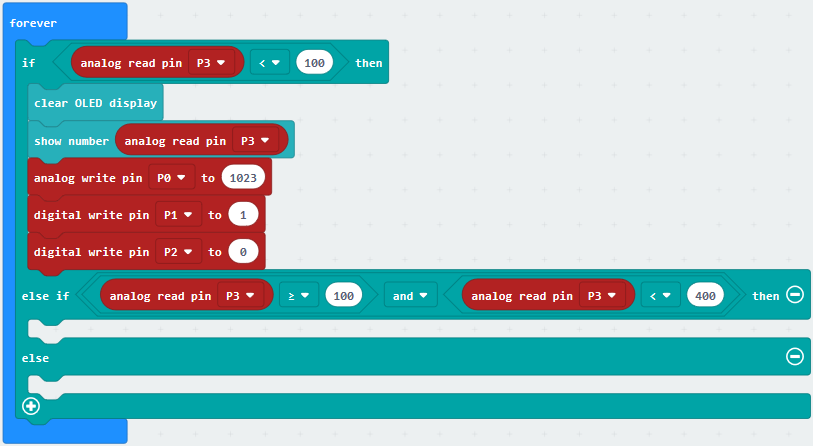 forever
if analog read pin P3 < 100 then
clear OLED display
show number analog read pin P3
analog write pin P0 to 1023
digital write pin P1 to 1
digital write pin P2 to 0
else if analog read pin P3 ≥ 100 and analog read pin P3 < 400 then
else